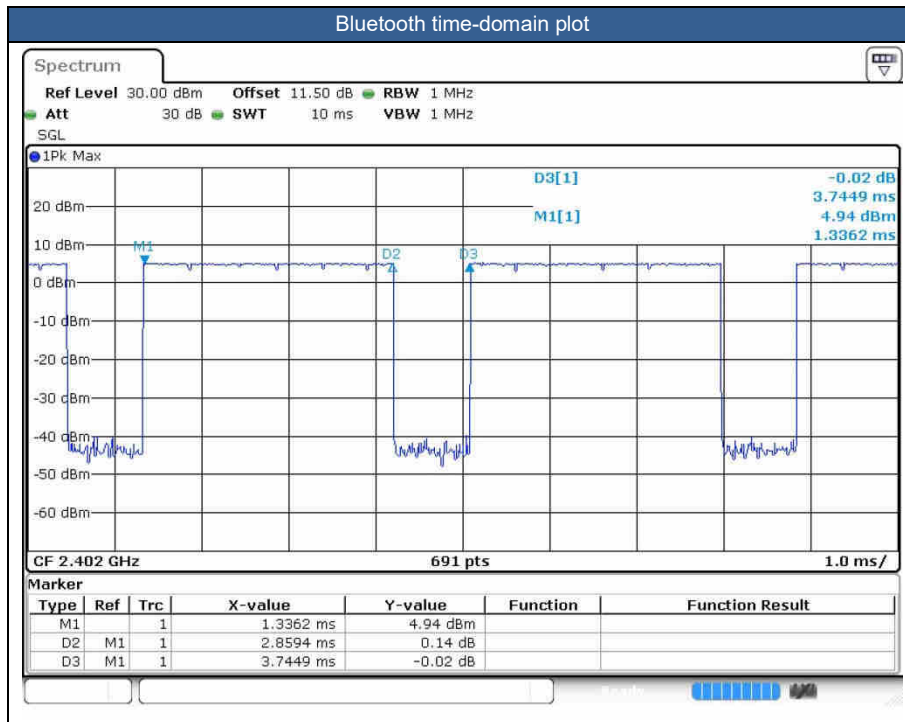 Bluetooth time-domain plot
Spectrum
Ref Level 30.00 dBm Offset 11.50 dB RBW 1 MHz
Att 30 dB SWT 10 ms VBW 1 MHz
SGL
1Pk Max
D3[1] -0.02 dB
3.7449 ms
M1[1] 4.94 dBm
1.3362 ms
20 dBm
10 dBm
M1
D2
D3
0 dBm
-10 dBm
-20 dBm
-30 dBm
-40 dBm
-50 dBm
-60 dBm
CF 2.402 GHz 691 pts 1.0 ms/
Marker
Type Ref Trc X-value Y-value Function Function Result
M1 1 1.3362 ms 4.94 dBm
D2 M1 1 2.8594 ms 0.14 dB
D3 M1 1 3.7449 ms -0.02 dB